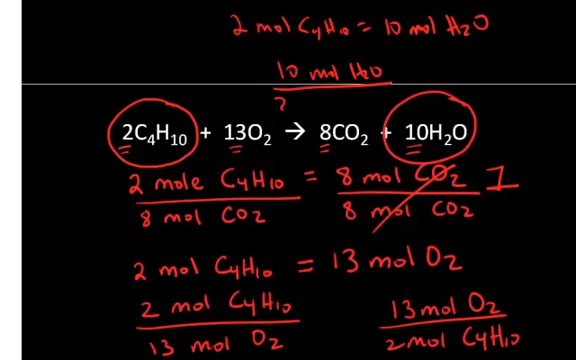 2 mol C4H10 = 10 mol H2O
10 mol H2O
2
2C₄H₁₀ + 13O₂ → 8CO₂ + 10H₂O
2 mole C4H10 = 8 mol CO2 1
8 mol CO2 8 mol CO2
2 mol C4H10 = 13 mol O2
2 mol C4H10 13 mol O2
13 mol O2 2 mol C4H10